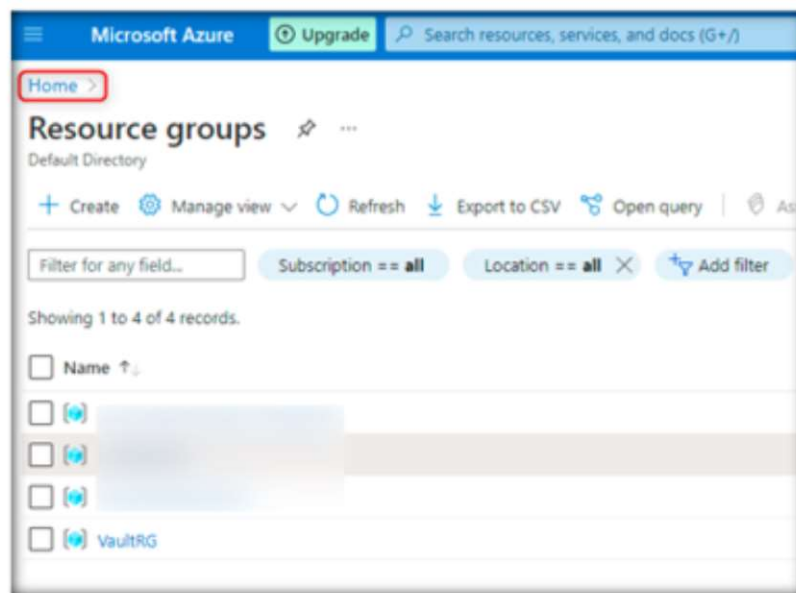 Microsoft Azure Upgrade Search resources, services, and docs (G+/)
Home >
Resource groups ...
Default Directory
+ Create Manage view Refresh Export to CSV Open query
Filter for any field... Subscription == all Location == all Add filter
Showing 1 to 4 of 4 records.
Name ↑↓
VaultRG